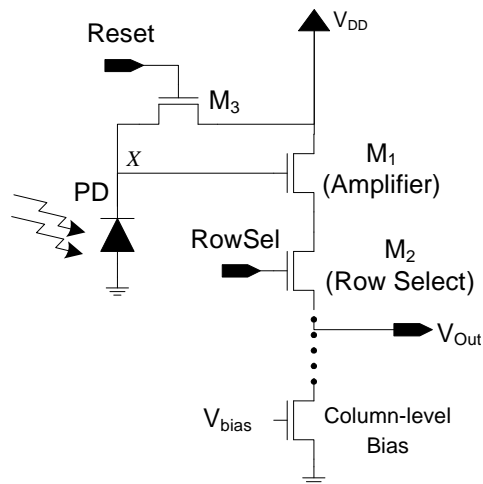 Reset
V_DD
M_3
X
M_1
(Amplifier)
PD
RowSel
M_2
(Row Select)
V_Out
V_bias
Column-level
Bias